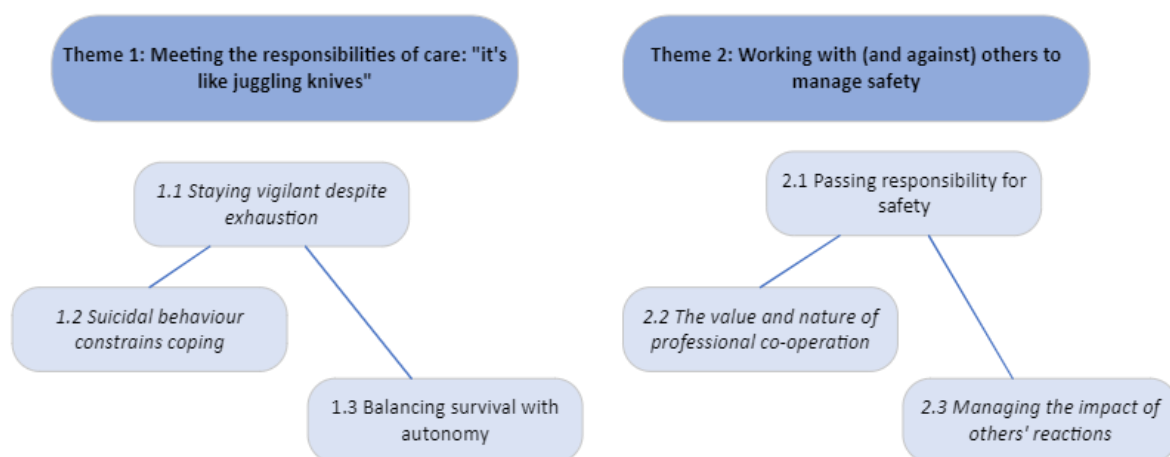 Theme 1: Meeting the responsibilities of care: "it's
like juggling knives"
Theme 2: Working with (and against) others to
manage safety
1.1 Staying vigilant despite
exhaustion
1.2 Suicidal behaviour
constrains coping
1.3 Balancing survival with
autonomy
2.1 Passing responsibility for
safety
2.2 The value and nature of
professional co-operation
2.3 Managing the impact of
others' reactions